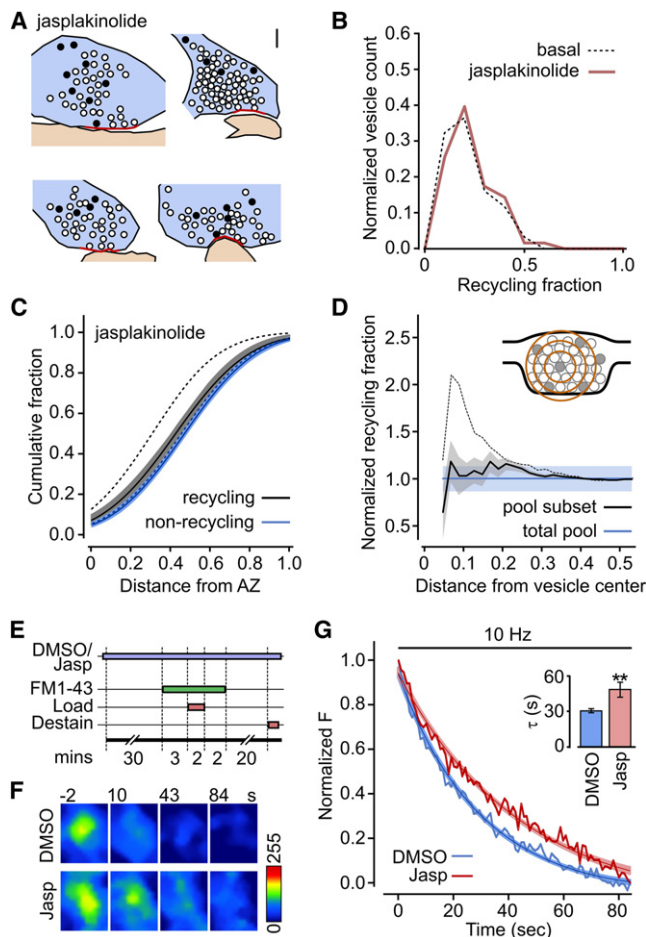 A
jasplakinolide
B
Normalized vesicle count
0.6
0.5
0.4
0.3
0.2
0.1
0.0
basal
jasplakinolide
0
0.5
1.0
Recycling fraction
C
jasplakinolide
Cumulative fraction
1.0
0.8
0.6
0.4
0.2
0.0
recycling
non-recycling
0
0.2
0.4
0.6
0.8
1.0
Distance from AZ
D
Normalized recycling fraction
2.5
2.0
1.5
1.0
0.5
pool subset
total pool
0
0.1
0.2
0.3
0.4
0.5
Distance from vesicle center
E
DMSO/
Jasp
FM1-43
Load
Destain
mins
30
3
2
2
20
F
-2
10
43
84
s
DMSO
Jasp
255
0
G
10 Hz
Normalized F
1.0
0.8
0.6
0.4
0.2
0.0
DMSO
Jasp
0
20
40
60
80
Time (sec)
τ (s)
60
30
0
**
DMSO
Jasp